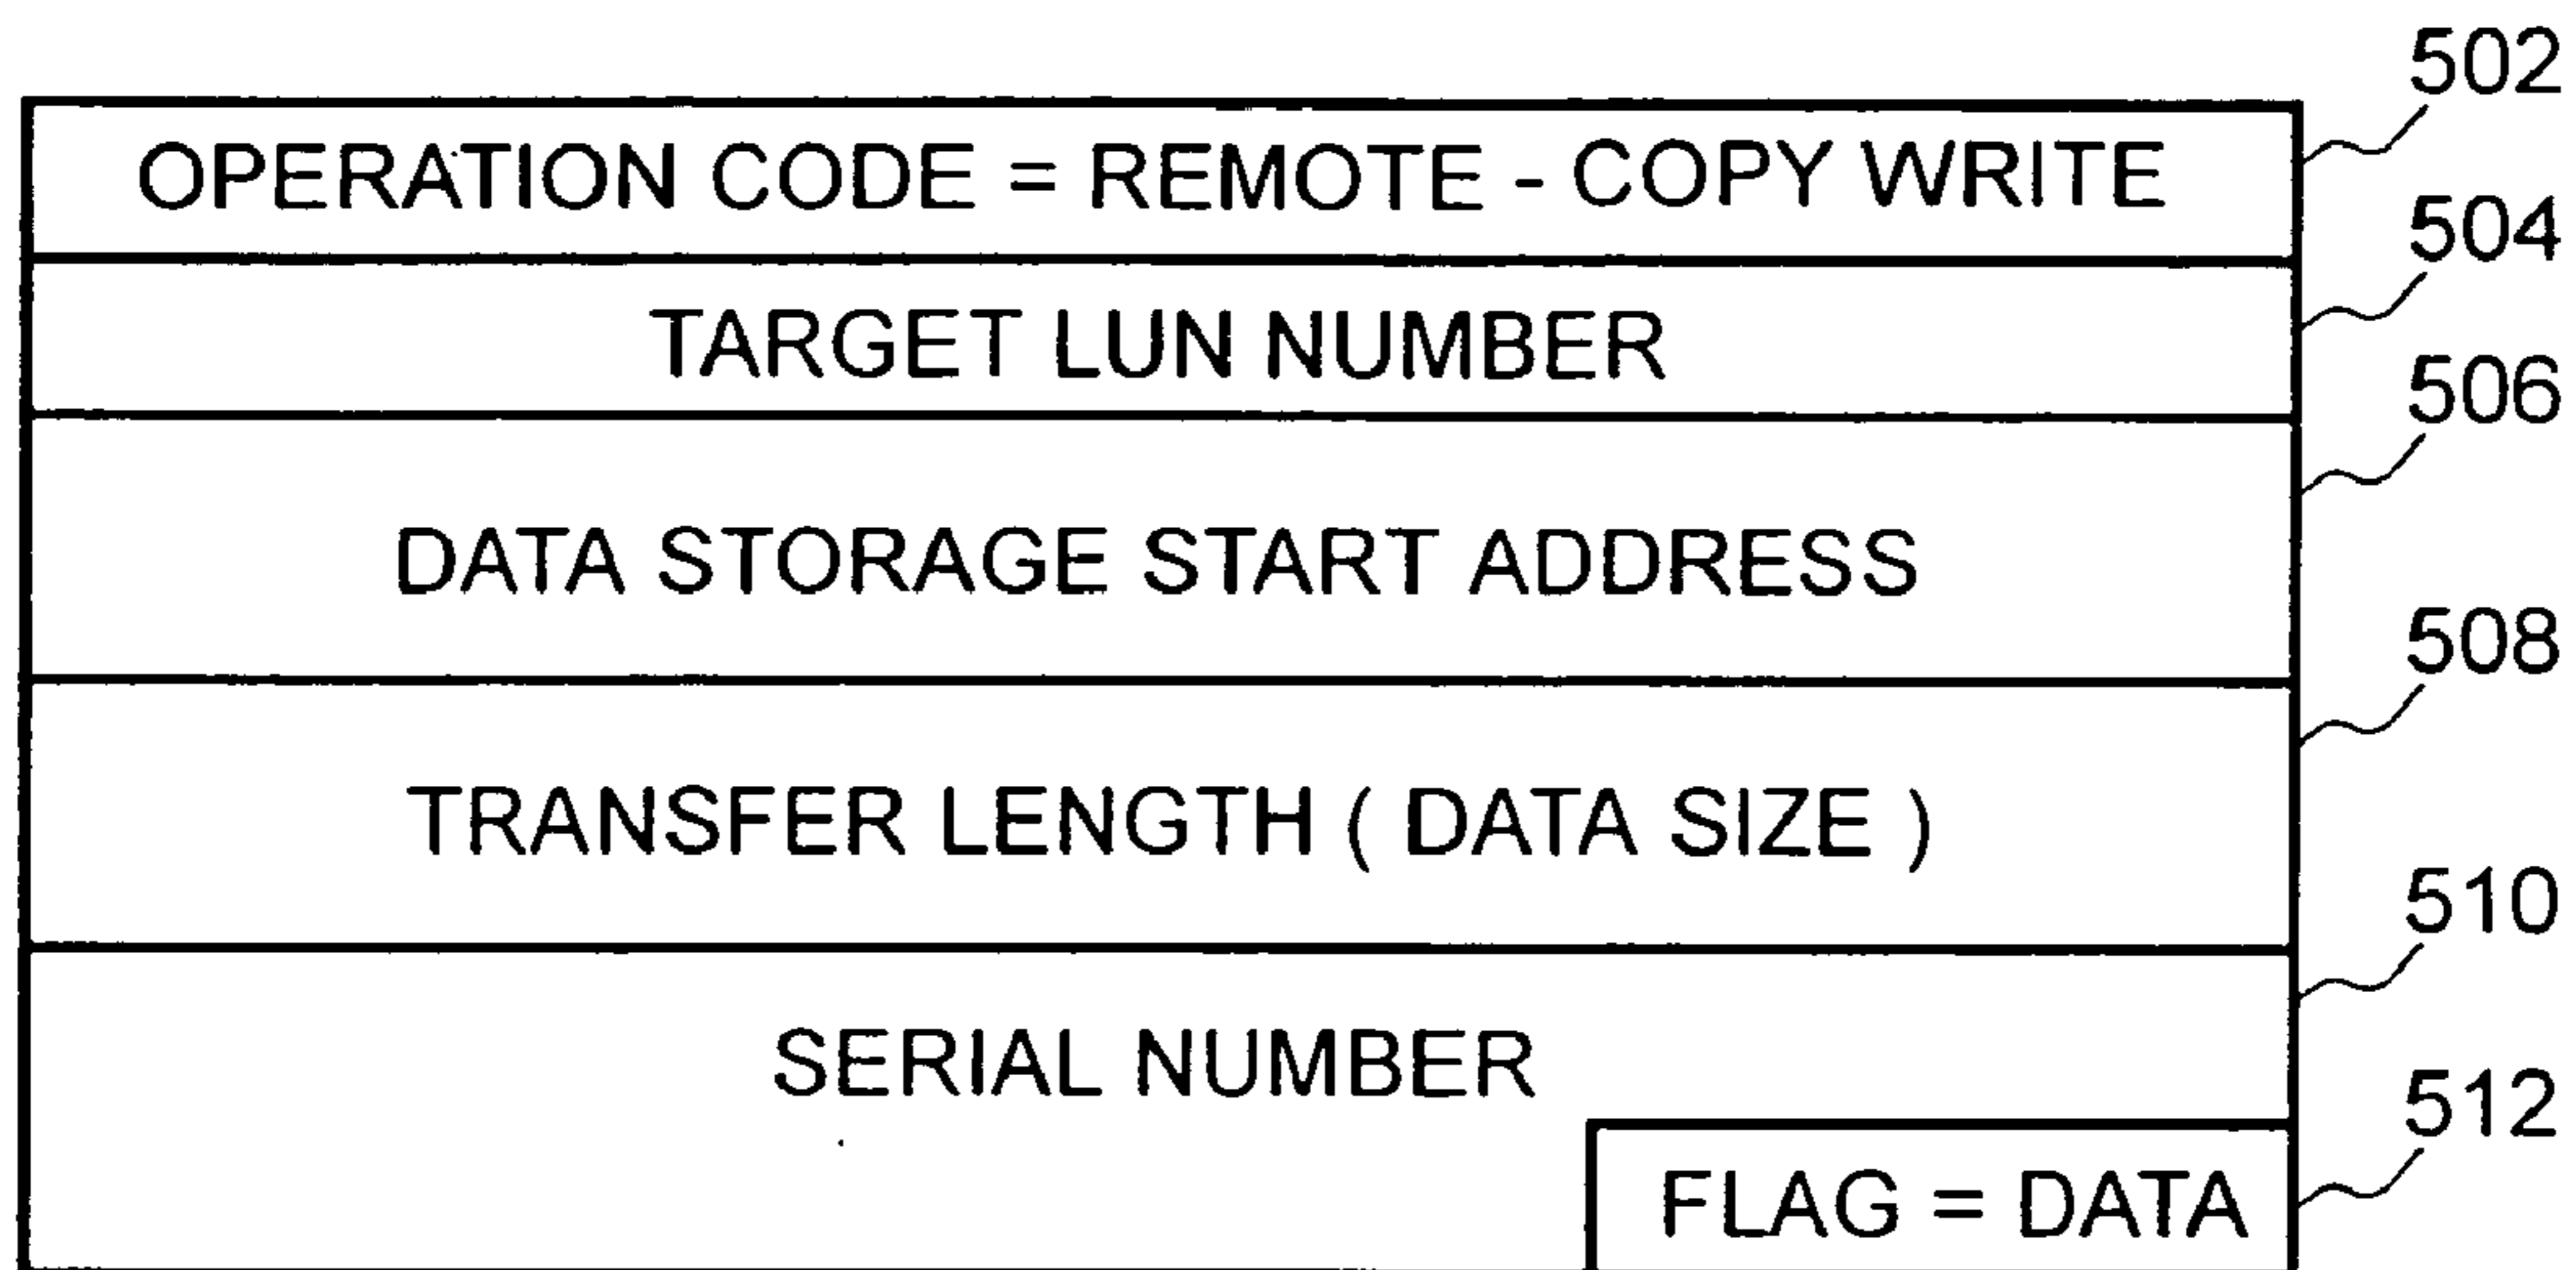 502
OPERATION CODE = REMOTE - COPY WRITE
504
TARGET LUN NUMBER
506
DATA STORAGE START ADDRESS
508
TRANSFER LENGTH ( DATA SIZE )
510
SERIAL NUMBER
512
FLAG = DATA